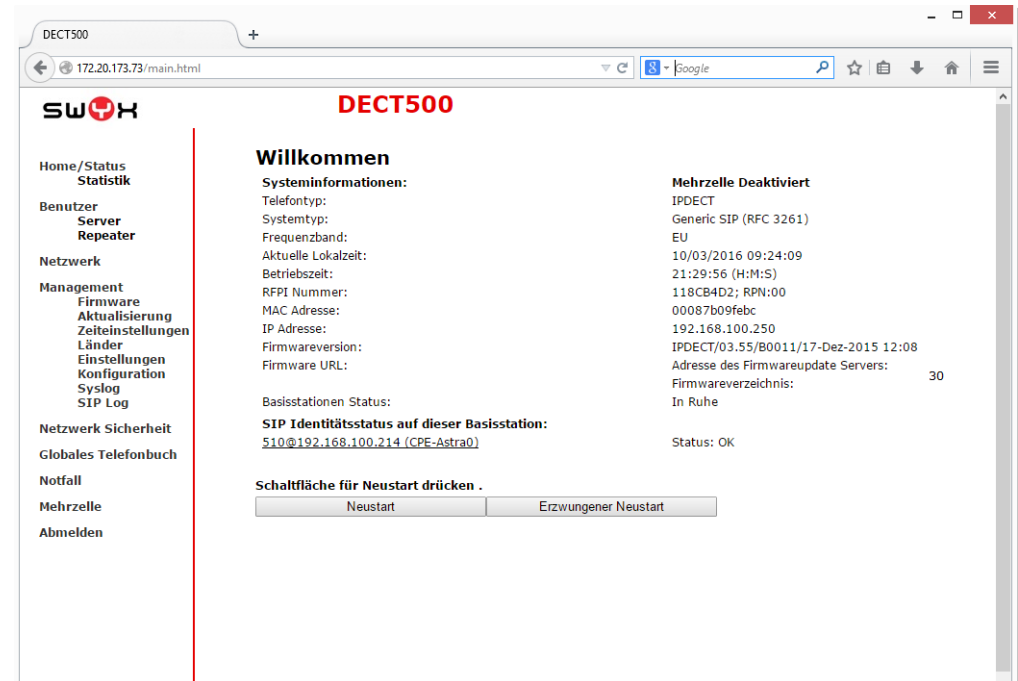 DECT500
172.20.173.73/main.html
Google
swyx
DECT500
Home/Status
Statistik
Benutzer
Server
Repeater
Netzwerk
Management
Firmware
Aktualisierung
Zeiteinstellungen
Länder
Einstellungen
Konfiguration
Syslog
SIP Log
Netzwerk Sicherheit
Globales Telefonbuch
Notfall
Mehrzelle
Abmelden
Willkommen
Systeminformationen: Mehrzelle Deaktiviert
Telefontyp: IPDECT
Systemtyp: Generic SIP (RFC 3261)
Frequenzband: EU
Aktuelle Lokalzeit: 10/03/2016 09:24:09
Betriebszeit: 21:29:56 (H:M:S)
RFPI Nummer: 118CB4D2; RPN:00
MAC Adresse: 00087b09febc
IP Adresse: 192.168.100.250
Firmwareversion: IPDECT/03.55/B0011/17-Dez-2015 12:08
Firmware URL: Adresse des Firmwareupdate Servers:
30
Firmwareverzeichnis:
Basisstationen Status: In Ruhe
SIP Identitätsstatus auf dieser Basisstation:
510@192.168.100.214 (CPE-Astra0) Status: OK
Schaltfläche für Neustart drücken .
Neustart Erzwungener Neustart